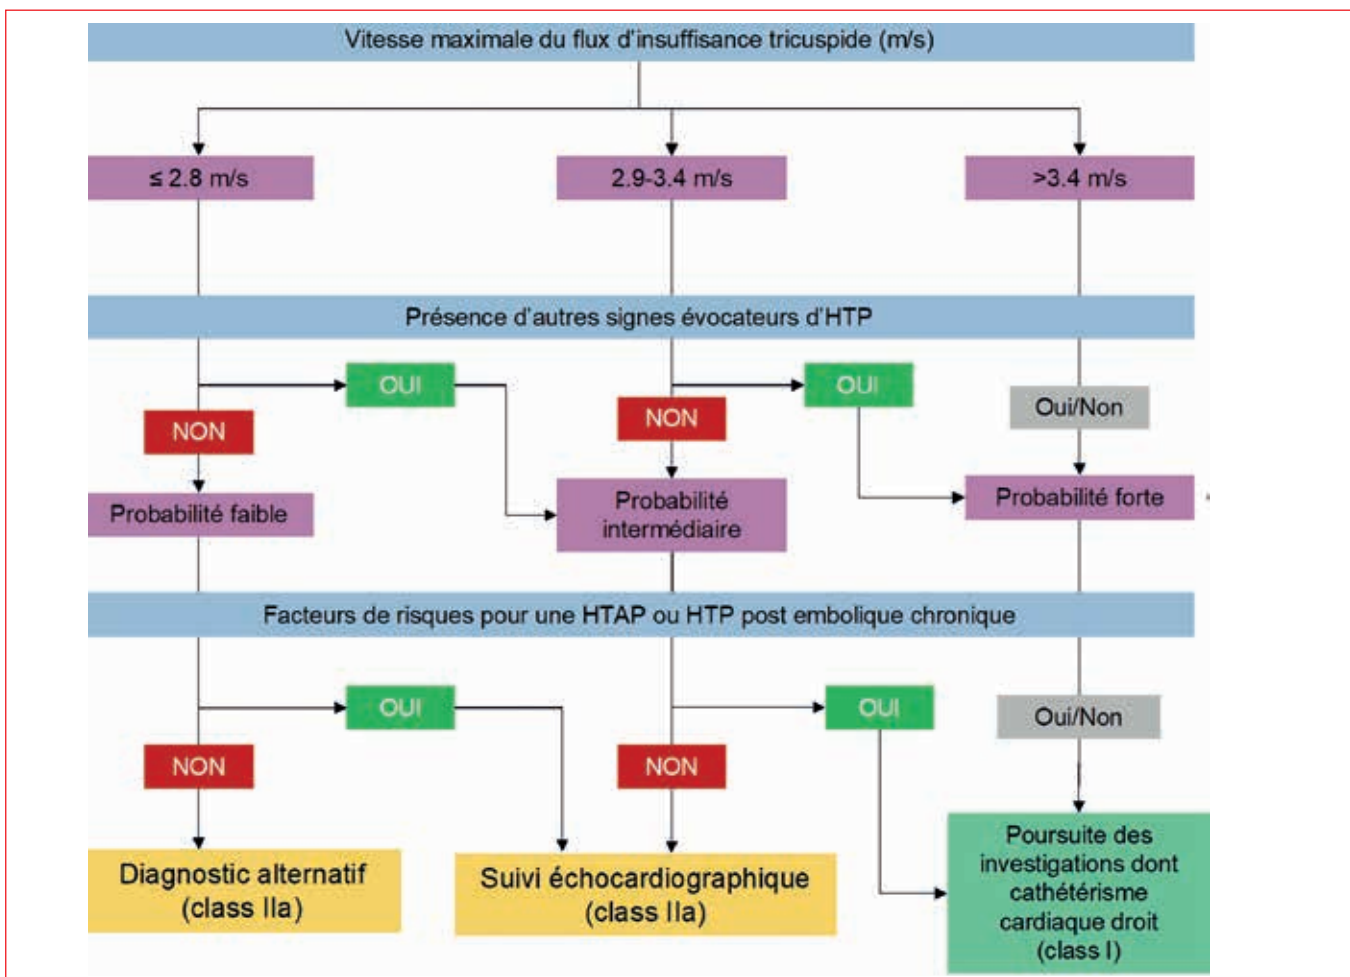 Vitesse maximale du flux d'insuffisance tricuspide (m/s)
≤ 2.8 m/s
2.9-3.4 m/s
>3.4 m/s
Présence d'autres signes évocateurs d'HTP
OUI
OUI
NON
NON
Oui/Non
Probabilité faible
Probabilité
intermédiaire
Probabilité forte
Facteurs de risques pour une HTAP ou HTP post embolique chronique
OUI
OUI
Oui/Non
NON
NON
Diagnostic alternatif
(class IIa)
Suivi échocardiographique
(class IIa)
Poursuite des
investigations dont
cathétérisme
cardiaque droit
(class I)